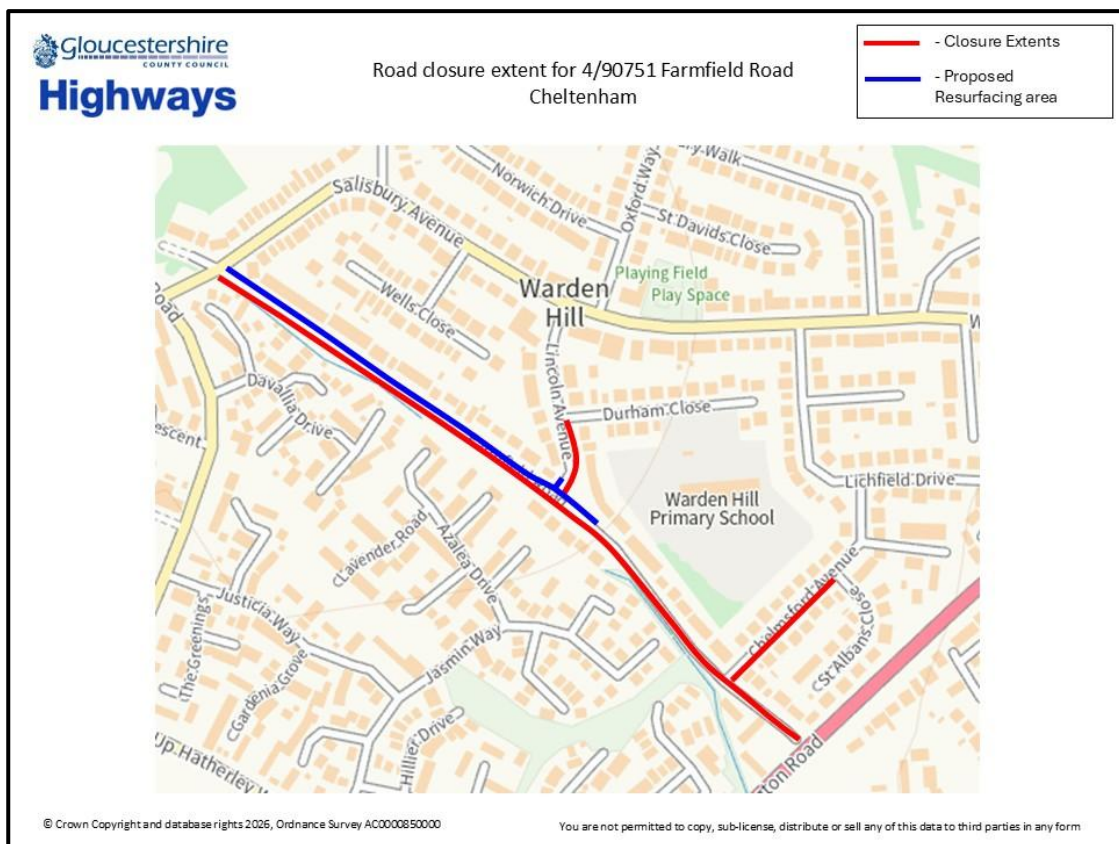 Gloucestershire
COUNTY COUNCIL
Highways
Road closure extent for 4/90751 Farmfield Road
Cheltenham
- Closure Extents
- Proposed
Resurfacing area
Salisbury Avenue
Norwich Drive
Oxford Way
Walk
St Davids Close
Playing Field
Play Space
Warden
Hill
Wells Close
Road
Lincoln Avenue
Davallia Drive
Durham Close
escent
W
Lichfield Drive
Warden Hill
Primary School
Lavender Road
Azalea Drive
Chelmsford Avenue
St Albans Close
Justicia Way
The Greenings
Gardenia Grove
Jasmin Way
Hillier Drive
Up Hatherley
ton Road
© Crown Copyright and database rights 2026, Ordnance Survey AC0000850000
You are not permitted to copy, sub-license, distribute or sell any of this data to third parties in any form